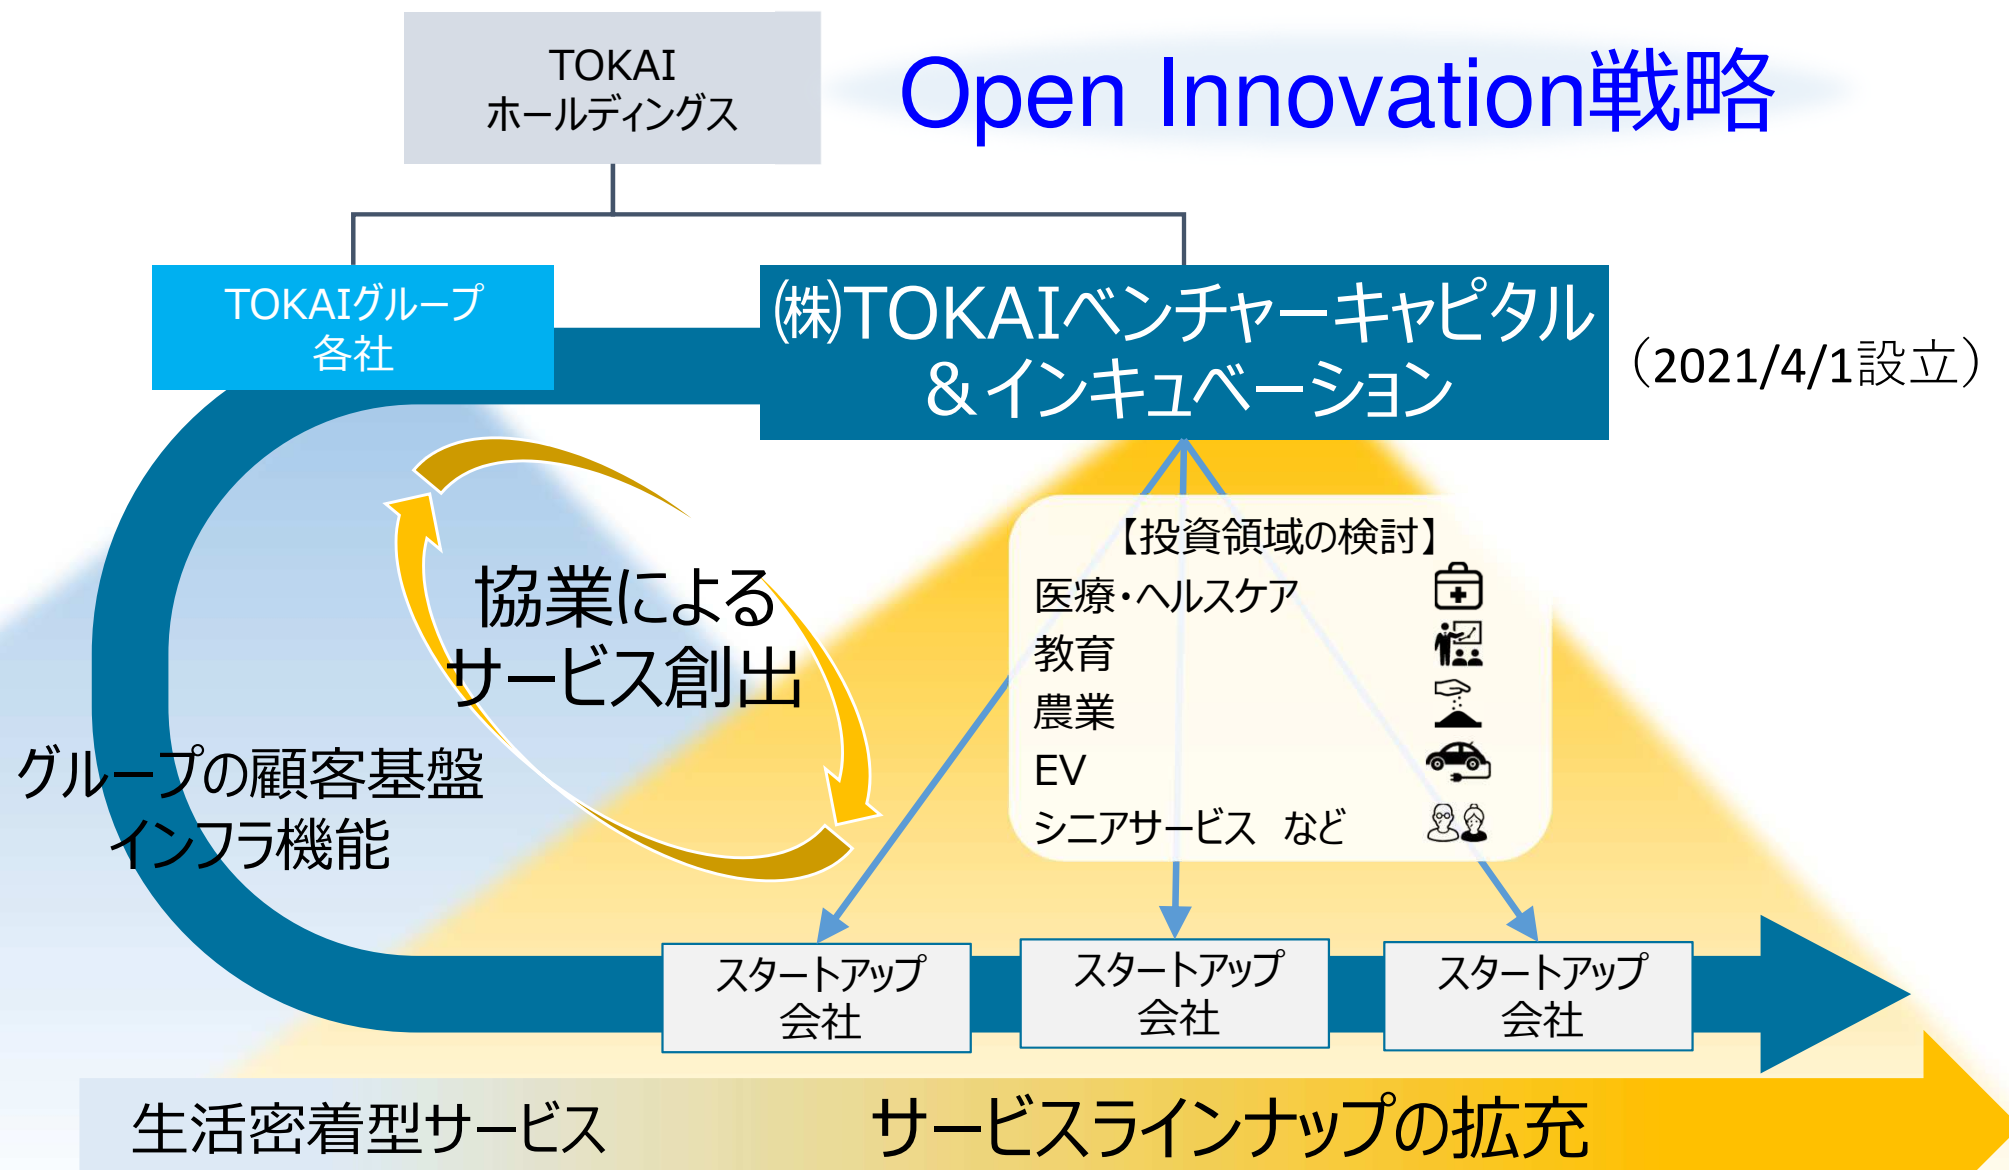 TOKAI
ホールディングス
Open Innovation戦略
TOKAIグループ
各社
㈱TOKAIベンチャーキャピタル
＆インキュベーション
（2021/4/1設立）
協業による
サービス創出
【投資領域の検討】
医療・ヘルスケア
教育
農業
EV
シニアサービス　など
グループの顧客基盤
インフラ機能
スタートアップ
会社
スタートアップ
会社
スタートアップ
会社
生活密着型サービス
サービスラインナップの拡充